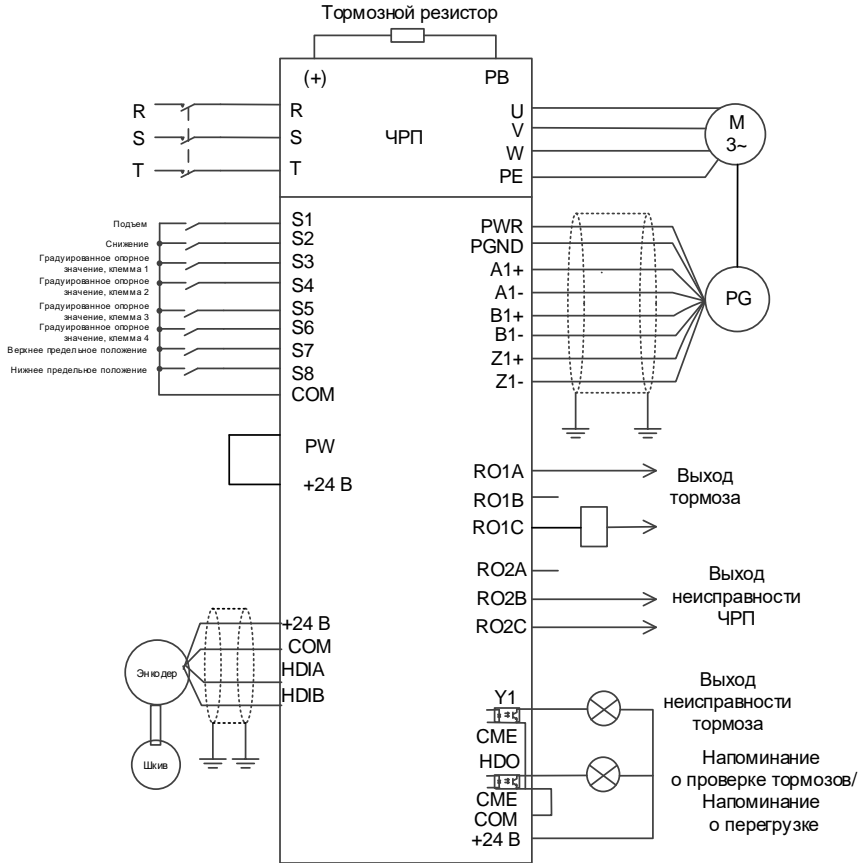 Тормозной резистор
(+)
PB
R
S
T
R
S
T
ЧРП
U
V
W
PE
M
3~
Подъем
Снижение
Градуированное опорное
значение, клемма 1
Градуированное опорное
значение, клемма 2
Градуированное опорное
значение, клемма 3
Градуированное опорное
значение, клемма 4
Верхнее предельное положение
Нижнее предельное положение
S1
S2
S3
S4
S5
S6
S7
S8
COM
PW
+24 В
PWR
PGND
A1+
A1-
B1+
B1-
Z1+
Z1-
PG
RO1A
RO1B
RO1C
Выход
тормоза
RO2A
RO2B
RO2C
Выход
неисправности
ЧРП
+24 В
COM
HDIA
HDIB
Энкодер
Шкив
Y1
CME
HDO
CME
COM
+24 В
Выход
неисправности
тормоза
Напоминание
о проверке тормозов/
Напоминание
о перегрузке